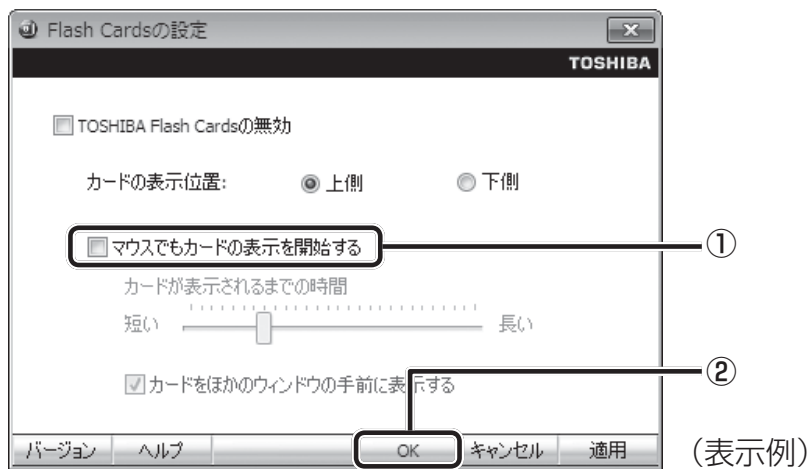 Flash Cardsの設定
TOSHIBA
TOSHIBA Flash Cardsの無効
カードの表示位置: 上側 下側
マウスでもカードの表示を開始する ①
カードが表示されるまでの時間
短い 長い
②
カードをほかのウィンドウの手前に表示する
バージョン ヘルプ OK キャンセル 適用 (表示例)